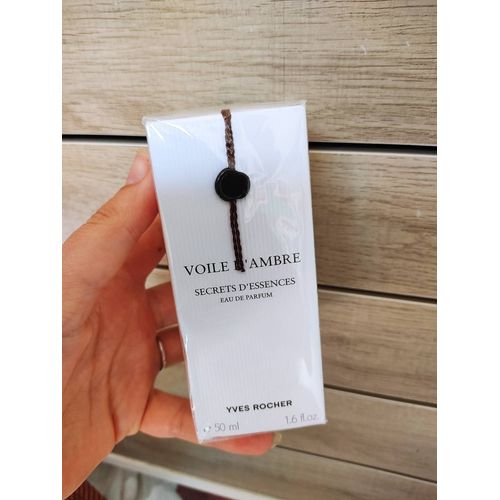 VOILE D'AMBRE
SECRETS D'ESSENCES
EAU DE PARFUM
YVES ROCHER
e 50 ml 1.6 fl.oz.